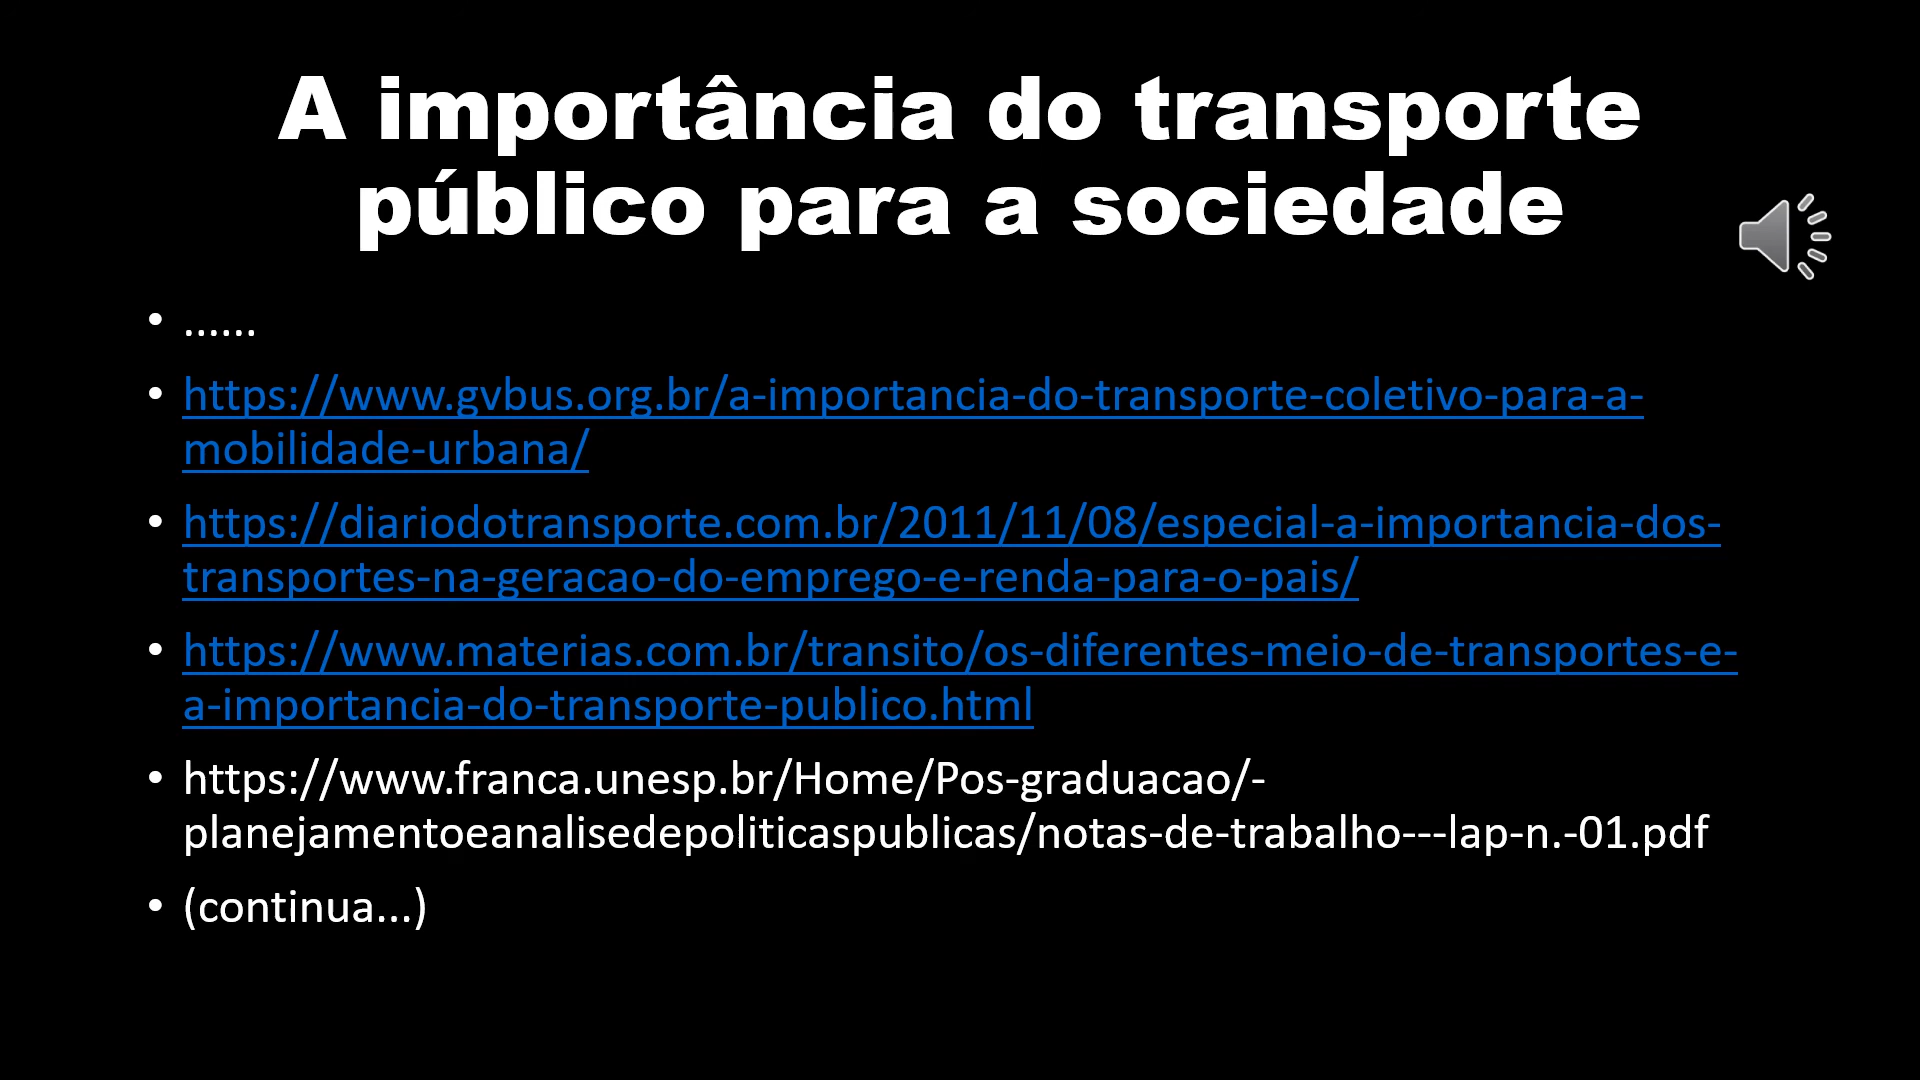 A importância do transporte
público para a sociedade
• ......
• https://www.gvbus.org.br/a-importancia-do-transporte-coletivo-para-a-
mobilidade-urbana/
• https://diariodotransporte.com.br/2011/11/08/especial-a-importancia-dos-
transportes-na-geracao-do-emprego-e-renda-para-o-pais/
• https://www.materias.com.br/transito/os-diferentes-meio-de-transportes-e-
a-importancia-do-transporte-publico.html
• https://www.franca.unesp.br/Home/Pos-graduacao/-
planejamentoeanalisedepoliticaspublicas/notas-de-trabalho---lap-n.-01.pdf
• (continua...)